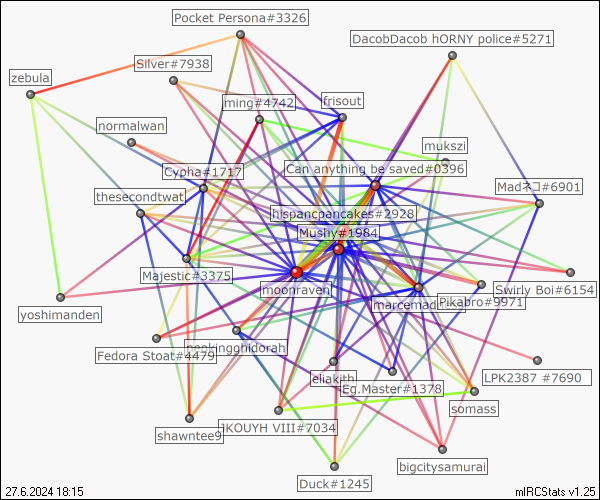 Pocket Persona#3326
DacobDacob hORNY police#5271
Silver#7938
zebula
ming#4742
frisout
normalwan
mukszi
Cypha#1717
Can anything be saved#0396
Madネコ#6901
thesecondtwat
hispancpancakes#2928
Mushy#1984
Majestic#3375
moonraven
Swirly Boi#6154
Pikabro#9971
yoshimanden
Fedora Stoat#4479
eliakith
LPK2387 #7690
Eg.Master#1378
somass
JKOUYH VIII#7034
shawntee9
bigcitysamurai
Duck#1245
27.6.2024 18:15
mIRCStats v1.25